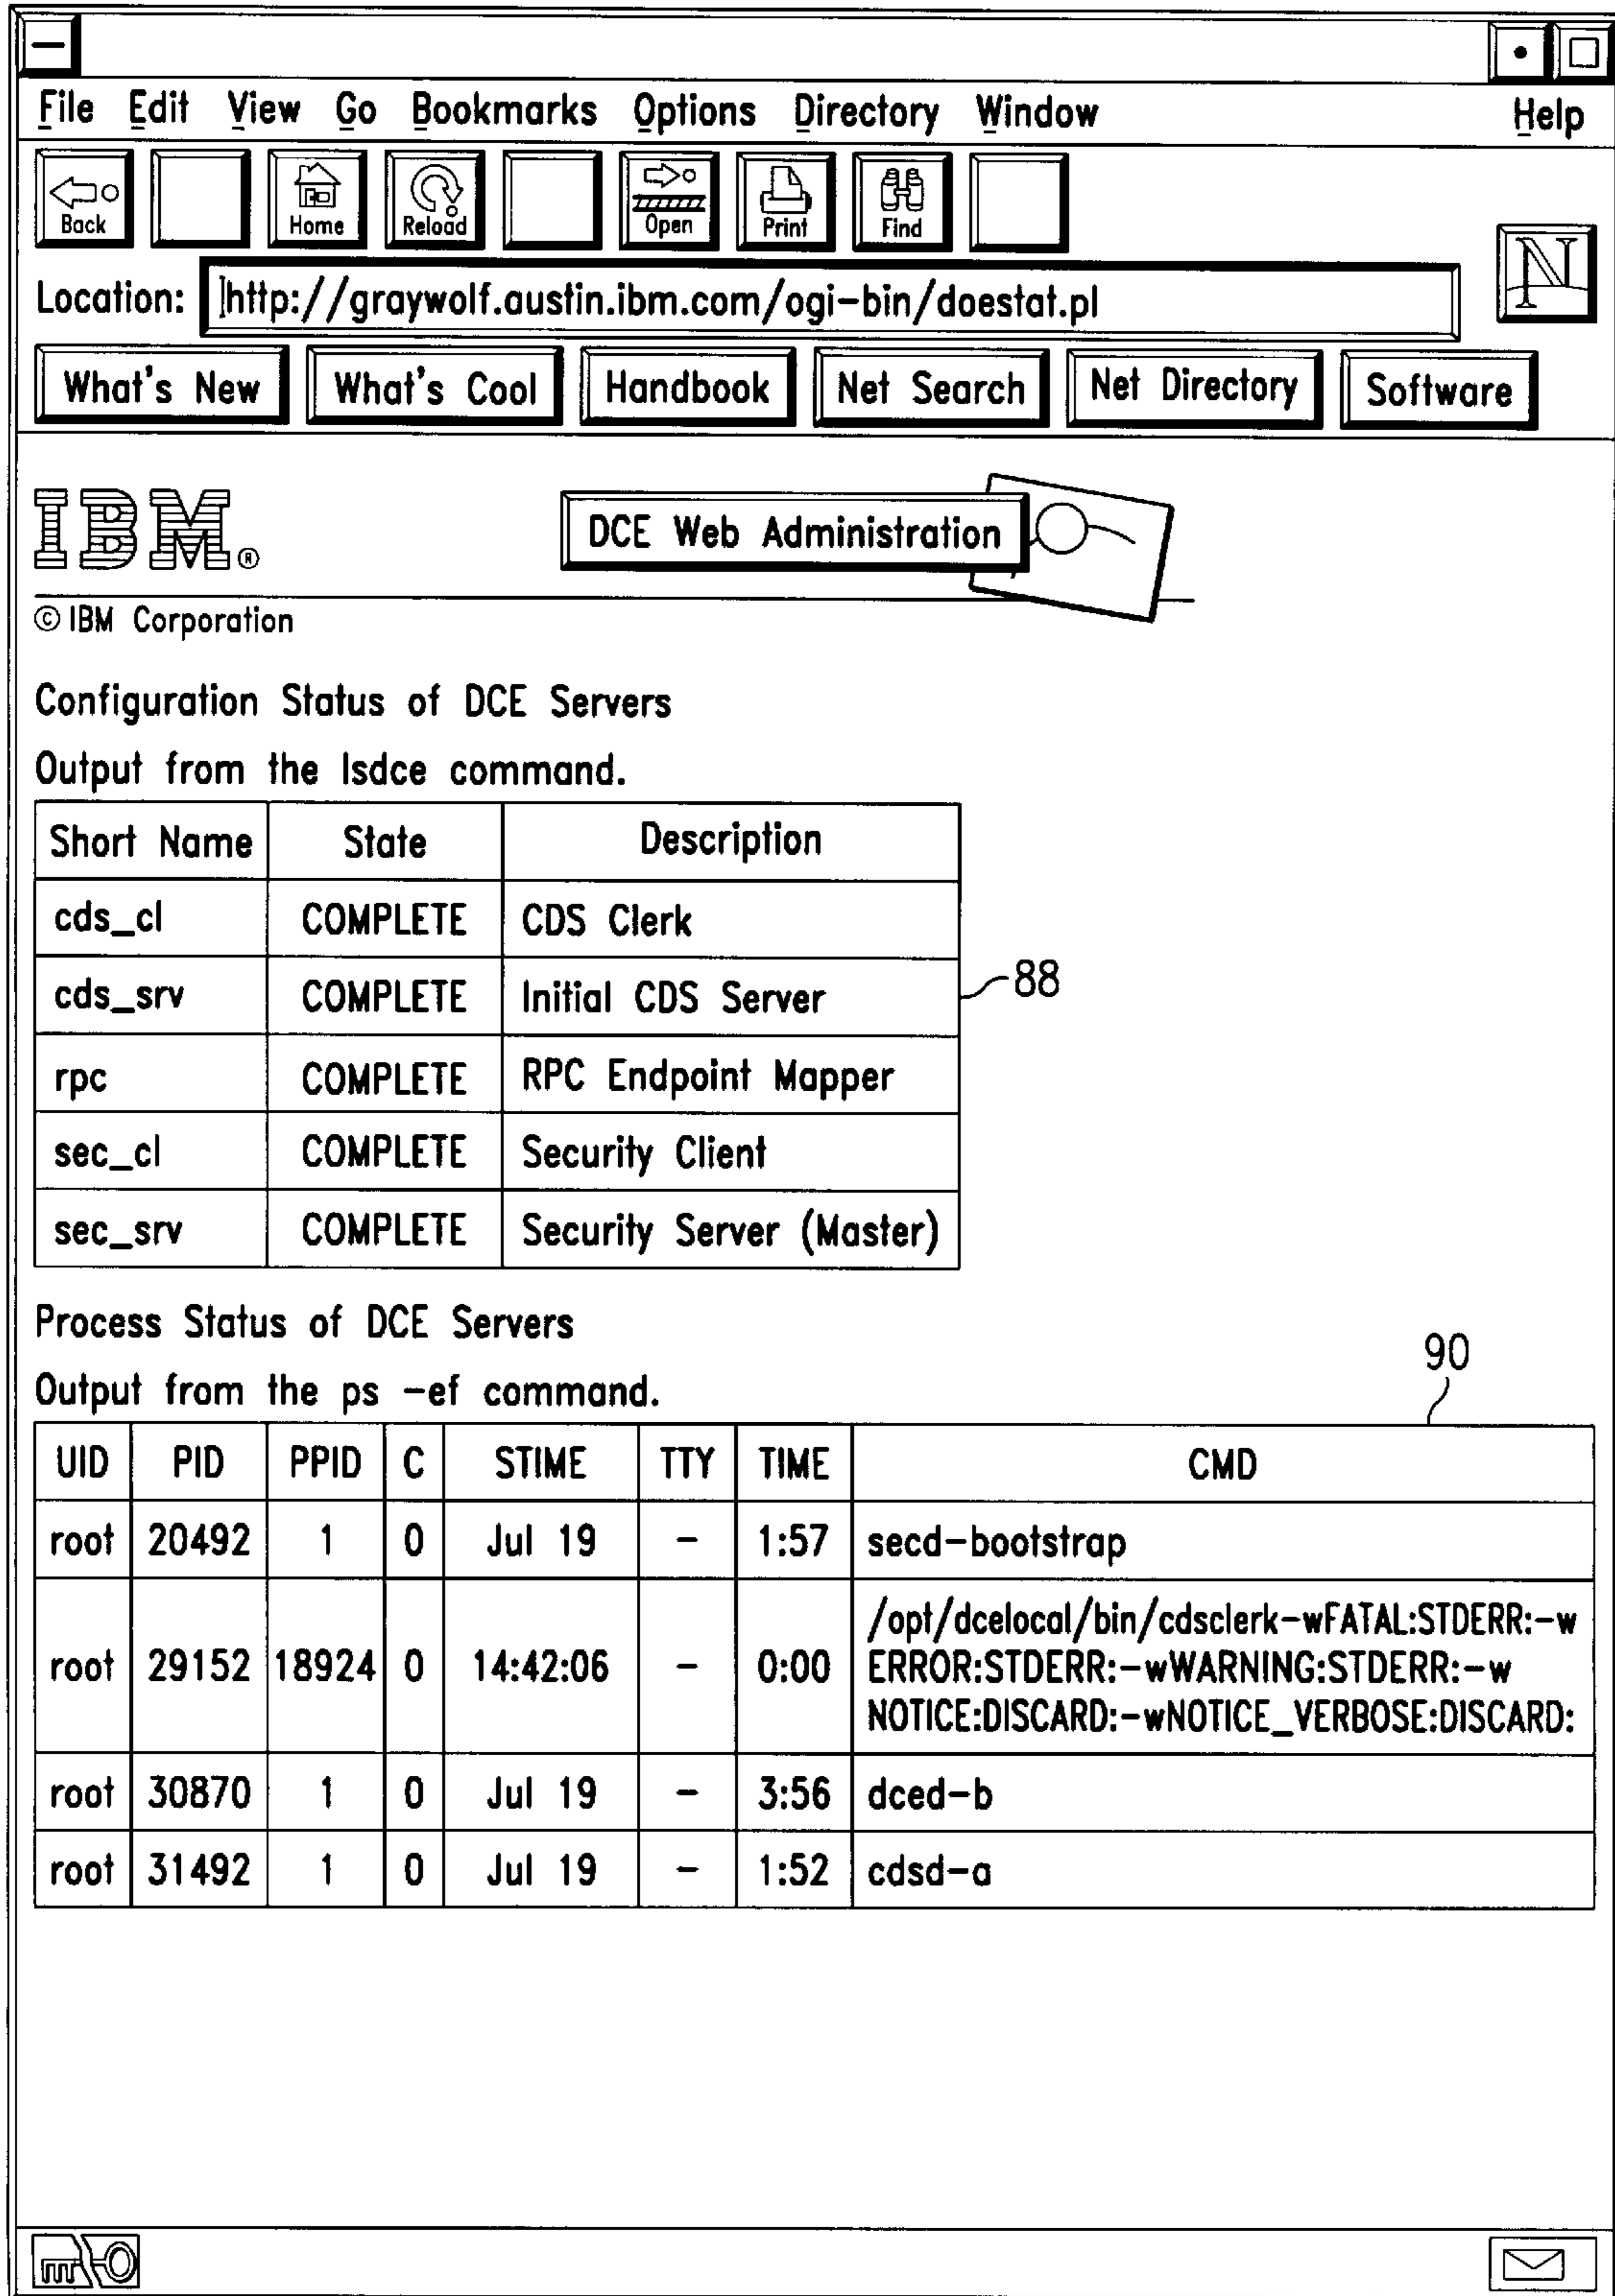 File Edit View Go Bookmarks Options Directory Window Help
Back Home Reload Open Print Find
N
Location: http://graywolf.austin.ibm.com/ogi-bin/doestat.pl
What's New What's Cool Handbook Net Search Net Directory Software
IBM® DCE Web Administration
© IBM Corporation
Configuration Status of DCE Servers
Output from the lsdce command.
Short Name State Description
cds_cl COMPLETE CDS Clerk
cds_srv COMPLETE Initial CDS Server
88
rpc COMPLETE RPC Endpoint Mapper
sec_cl COMPLETE Security Client
sec_srv COMPLETE Security Server (Master)
Process Status of DCE Servers
90
Output from the ps -ef command.
UID PID PPID C STIME TTY TIME CMD
root 20492 1 0 Jul 19 - 1:57 secd-bootstrap
root 29152 18924 0 14:42:06 - 0:00 /opt/dcelocal/bin/cdsclerk-wFATAL:STDERR:-w
ERROR:STDERR:-wWARNING:STDERR:-w
NOTICE:DISCARD:-wNOTICE_VERBOSE:DISCARD:
root 30870 1 0 Jul 19 - 3:56 dced-b
root 31492 1 0 Jul 19 - 1:52 cdsd-a